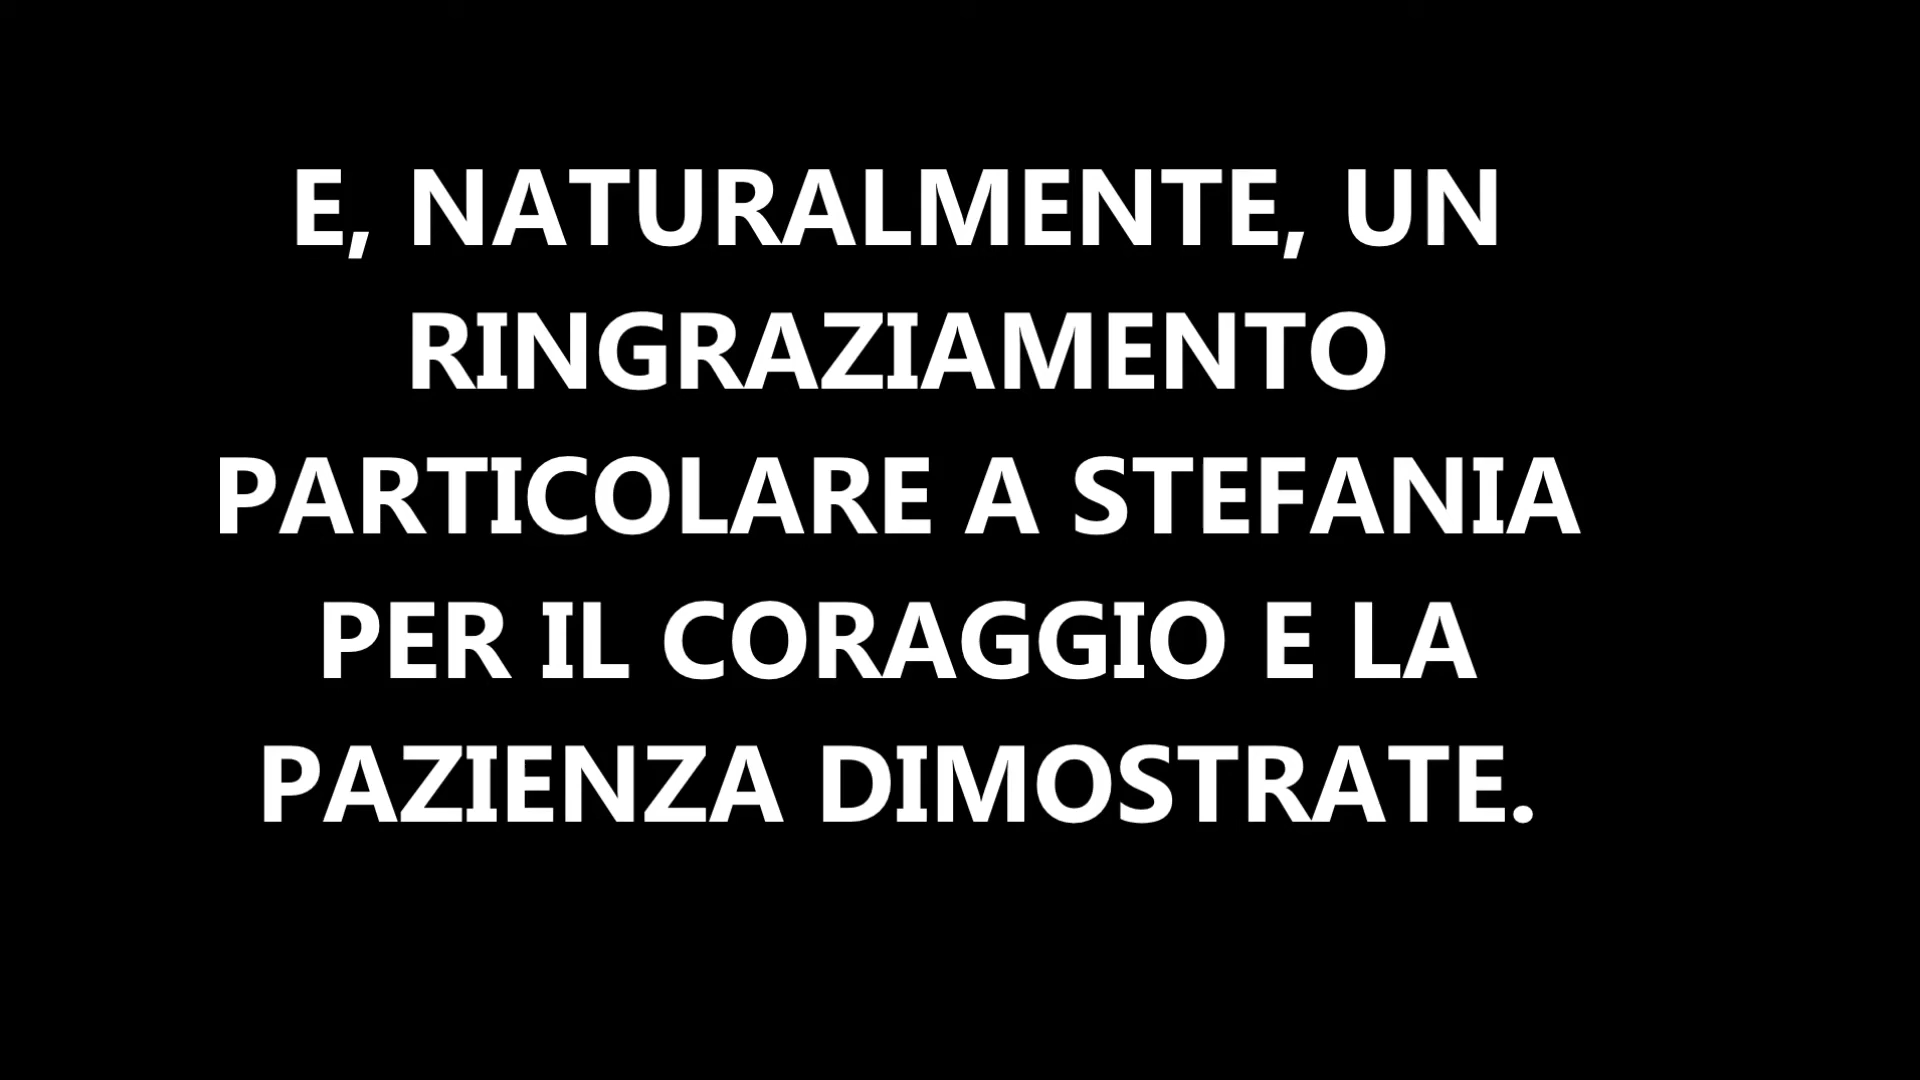 E, NATURALMENTE, UN
RINGRAZIAMENTO
PARTICOLARE A STEFANIA
PER IL CORAGGIO E LA
PAZIENZA DIMOSTRATE.